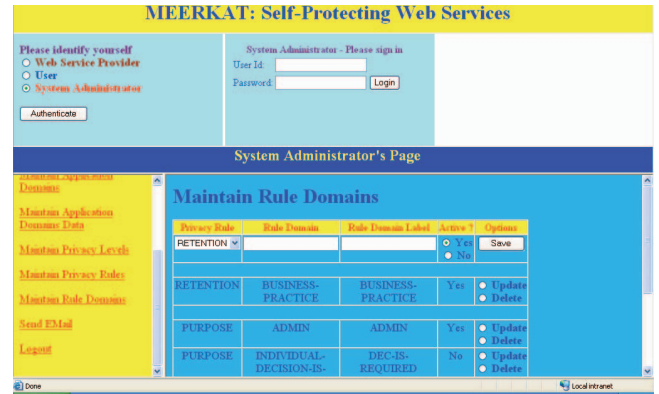 MEERKAT: Self-Protecting Web Services
Please identify yourself
Web Service Provider
User
System Administrator
Authenticate
System Administrator - Please sign in
User Id:
Password:
Login
System Administrator's Page
Maintain Application
Domains
Maintain Application
Domains Data
Maintain Privacy Levels
Maintain Privacy Rules
Maintain Rule Domains
Send EMail
Logout
Maintain Rule Domains
Privacy Rule Rule Domain Rule Domain Label Active ? Options
RETENTION Yes Save
No
RETENTION BUSINESS- BUSINESS- Yes Update
PRACTICE PRACTICE Delete
PURPOSE ADMIN ADMIN Yes Update
Delete
PURPOSE INDIVIDUAL- DEC-IS- No Update
DECISION-IS- REQUIRED Delete
Done Local intranet